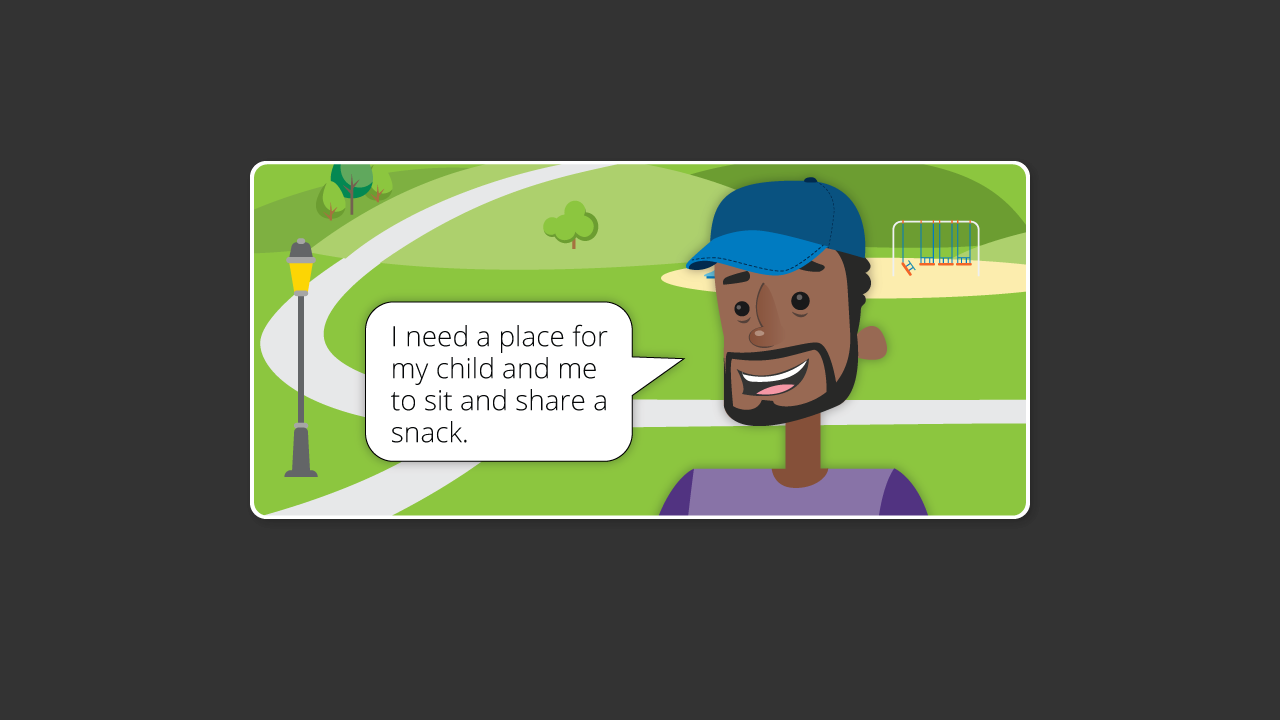 I need a place for
my child and me
to sit and share a
snack.